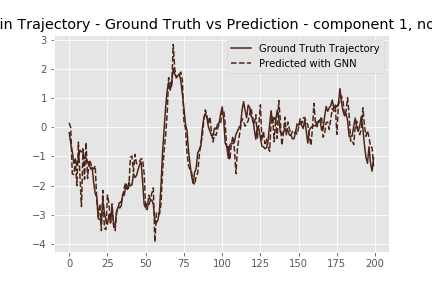 in Trajectory - Ground Truth vs Prediction - component 1, no
3
2
1
0
−1
−2
−3
−4
Ground Truth Trajectory
Predicted with GNN
0 25 50 75 100 125 150 175 200